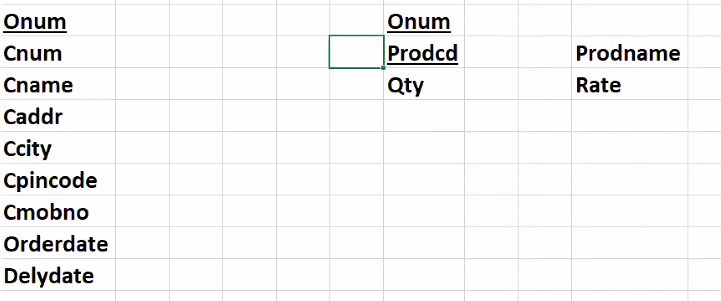 Onum
Cnum
Cname
Caddr
Ccity
Cpincode
Cmobno
Orderdate
Delydate
Onum
Prodcd
Qty
Prodname
Rate